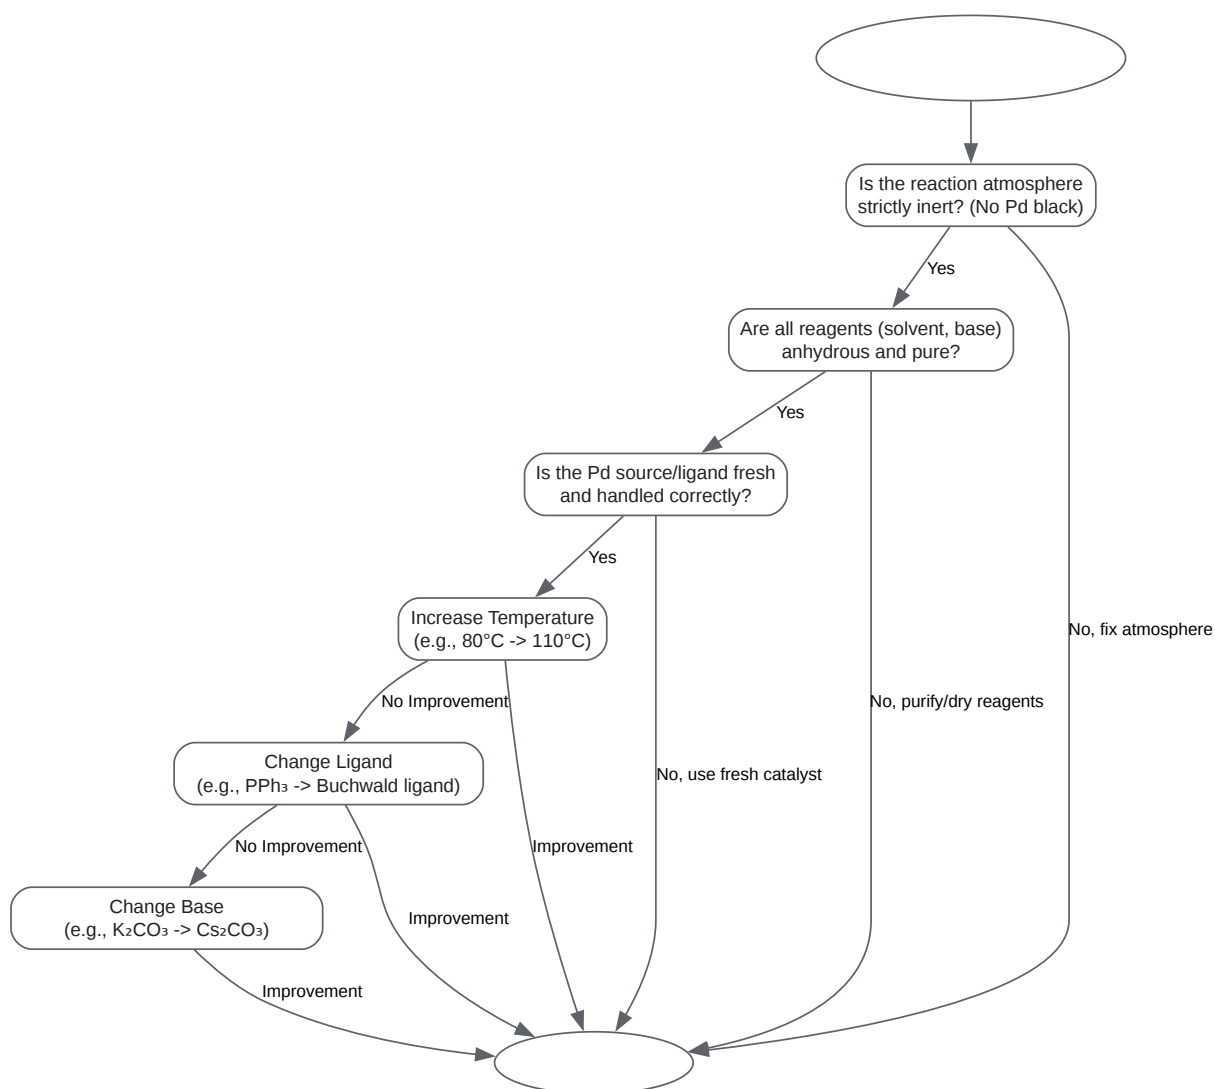 Is the reaction atmosphere
strictly inert? (No Pd black)
Yes
Are all reagents (solvent, base)
anhydrous and pure?
Yes
Is the Pd source/ligand fresh
and handled correctly?
Yes
Increase Temperature
(e.g., 80°C -> 110°C)
No, fix atmosphere
No Improvement
No, purify/dry reagents
Change Ligand
(e.g., PPh₃ -> Buchwald ligand)
No, use fresh catalyst
No Improvement
Improvement
Change Base
(e.g., K₂CO₃ -> Cs₂CO₃)
Improvement
Improvement